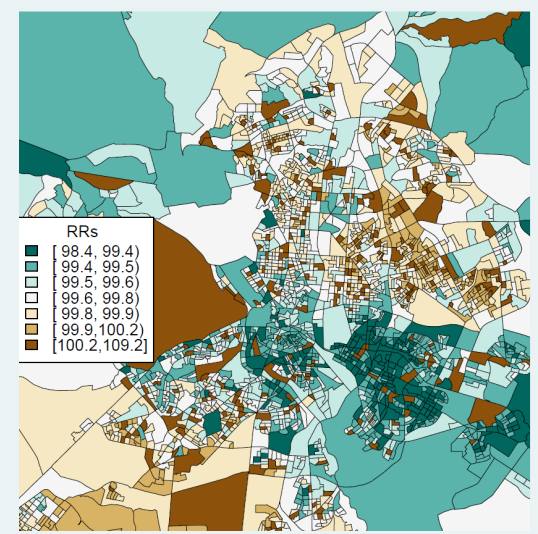 RRs
[ 98.4, 99.4)
[ 99.4, 99.5)
[ 99.5, 99.6)
[ 99.6, 99.8)
[ 99.8, 99.9)
[ 99.9,100.2)
[100.2,109.2]